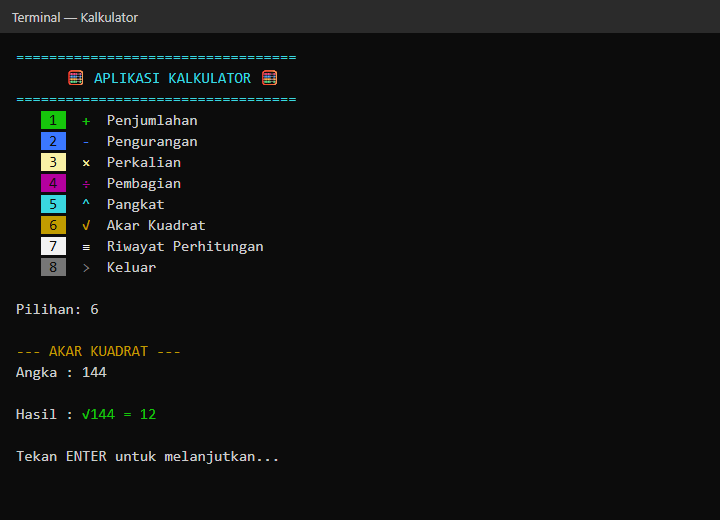 Terminal — Kalkulator
==================================
🧮 APLIKASI KALKULATOR 🧮
==================================
1 + Penjumlahan
2 - Pengurangan
3 × Perkalian
4 ÷ Pembagian
5 ^ Pangkat
6 √ Akar Kuadrat
7 ≡ Riwayat Perhitungan
8 > Keluar
Pilihan: 6
--- AKAR KUADRAT ---
Angka : 144
Hasil : √144 = 12
Tekan ENTER untuk melanjutkan...